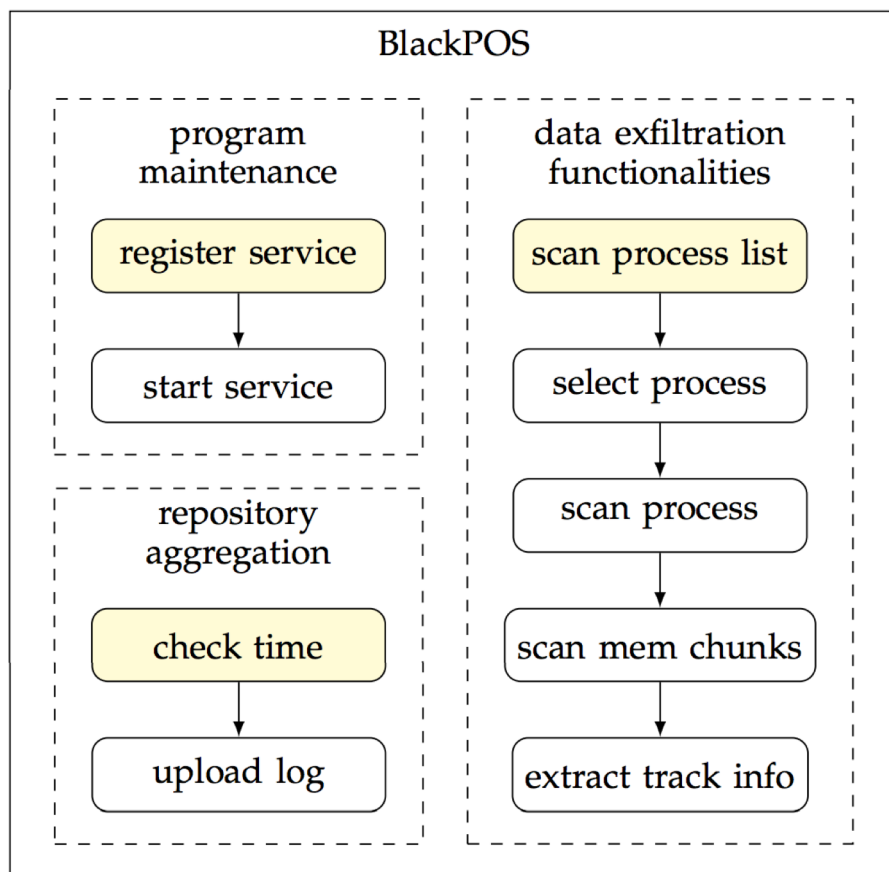 BlackPOS
program
maintenance
register service
start service
repository
aggregation
check time
upload log
data exfiltration
functionalities
scan process list
select process
scan process
scan mem chunks
extract track info